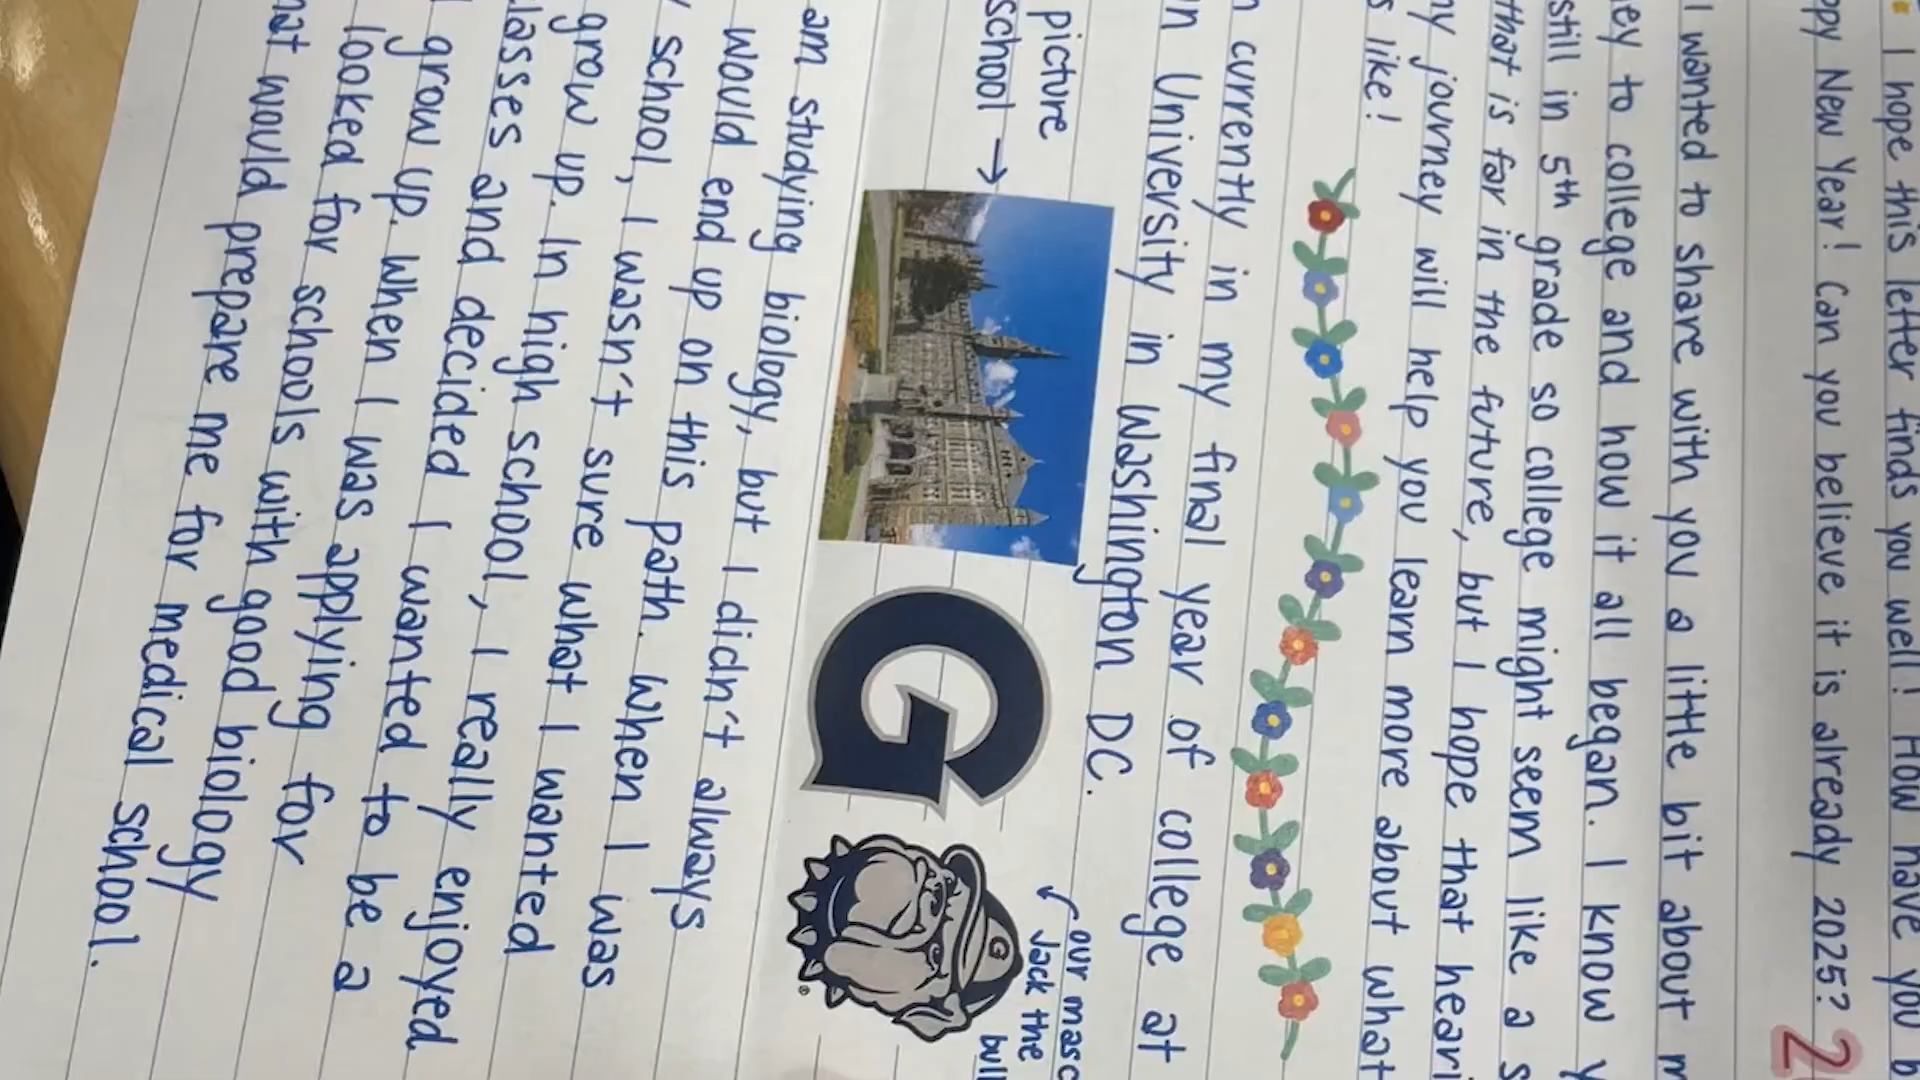 I hope this letter finds you well! How have you b
ppy New Year! Can you believe it is already 2025? 2
I wanted to share with you a little bit about m
ney to college and how it all began. I know y
still in 5th grade so college might seem like a s
that is far in the future, but I hope that heari
ny journey will help you learn more about what
s like!
n currently in my final year of college at
n University in Washington DC.
picture
school →
G
our masc
Jack the
bull
am studying biology, but I didn't always
would end up on this path. When I was
school, I wasn't sure what I wanted
grow up. In high school, I really enjoyed
lasses and decided I wanted to be a
I grow up. When I was applying for
looked for schools with good biology
hat would prepare me for medical school.